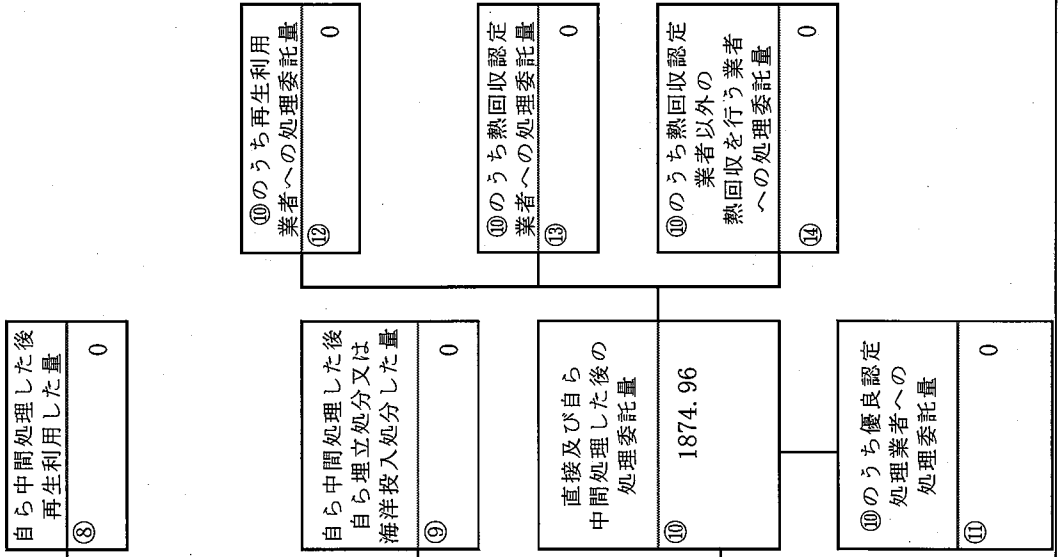 自ら中間処理した後
再生利用した量
⑧ 0
自ら中間処理した後
自ら埋立処分又は
海洋投入処分した量
⑨ 0
直接及び自ら
中間処理した後の
処理委託量
⑩ 1874.96
⑩のうち優良認定
処理業者への
処理委託量
⑪ 0
⑩のうち再生利用
業者への処理委託量
⑫ 0
⑩のうち熱回収認定
業者への処理委託量
⑬ 0
⑩のうち熱回収認定
業者以外の
熱回収を行う業者
への処理委託量
⑭ 0